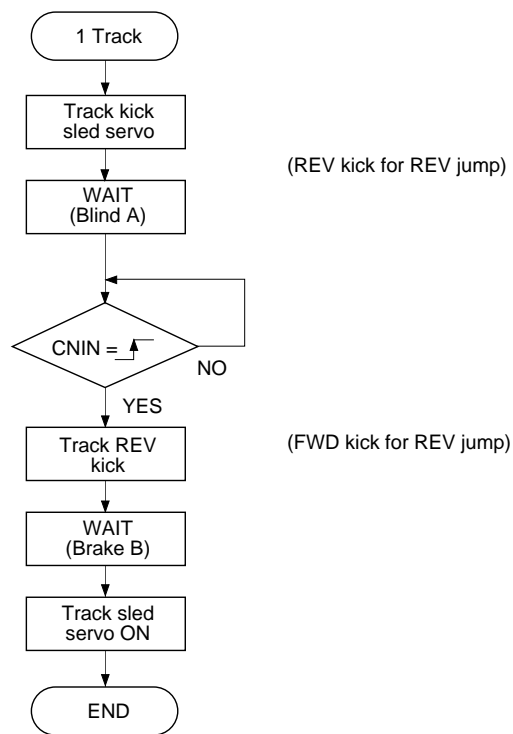 1 Track
Track kick
sled servo
(REV kick for REV jump)
WAIT
(Blind A)
CNIN =
NO
YES
Track REV
kick
(FWD kick for REV jump)
WAIT
(Brake B)
Track sled
servo ON
END